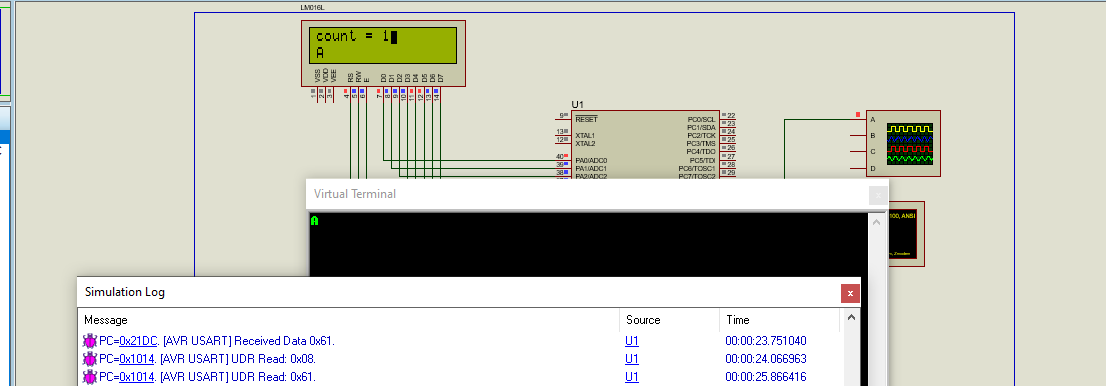 LM016L
count = 1
A
VSS
VDD
VEE
RS
RW
E
D0
D1
D2
D3
D4
D5
D6
D7
1
2
3
4
5
6
7
8
9
10
11
12
13
14
U1
9 RESET PC0/SCL 22
PC1/SDA 23
13 XTAL1 PC2/TCK 24
12 XTAL2 PC3/TMS 25
PC4/TDO 26
40 PA0/ADC0 PC5/TDI 27
39 PA1/ADC1 PC6/TOSC1 28
38 PA2/ADC2 PC7/TOSC2 29
A
B
C
D
Virtual Terminal
x
A
100, ANSI
Simulation Log
x
Message Source Time
PC=0x21DC. [AVR USART] Received Data 0x61. U1 00:00:23.751040
PC=0x1014. [AVR USART] UDR Read: 0x08. U1 00:00:24.066963
PC=0x1014. [AVR USART] UDR Read: 0x61. U1 00:00:25.866416